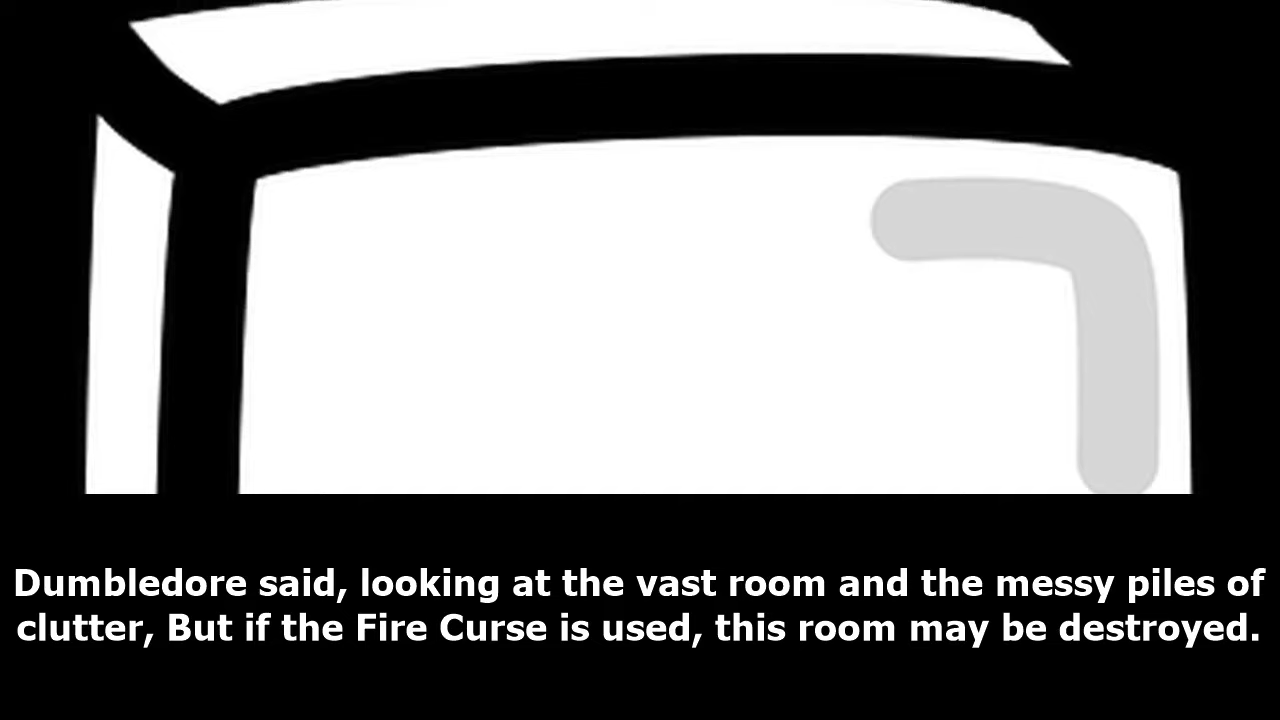 Dumbledore said, looking at the vast room and the messy piles of
clutter, But if the Fire Curse is used, this room may be destroyed.